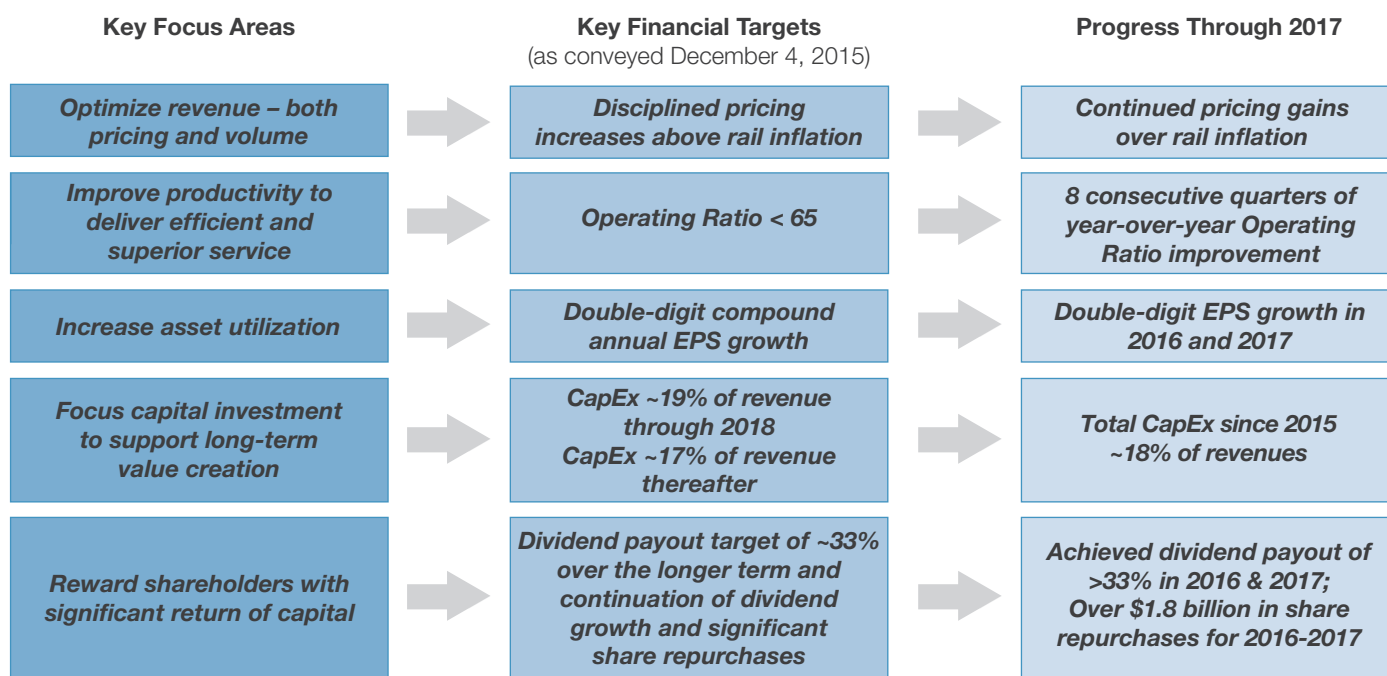 Key Focus Areas
Key Financial Targets
(as conveyed December 4, 2015)
Progress Through 2017
Optimize revenue – both
pricing and volume
Disciplined pricing
increases above rail inflation
Continued pricing gains
over rail inflation
Improve productivity to
deliver efficient and
superior service
Operating Ratio < 65
8 consecutive quarters of
year-over-year Operating
Ratio improvement
Increase asset utilization
Double-digit compound
annual EPS growth
Double-digit EPS growth in
2016 and 2017
Focus capital investment
to support long-term
value creation
CapEx ~19% of revenue
through 2018
CapEx ~17% of revenue
thereafter
Total CapEx since 2015
~18% of revenues
Reward shareholders with
significant return of capital
Dividend payout target of ~33%
over the longer term and
continuation of dividend
growth and significant
share repurchases
Achieved dividend payout of
>33% in 2016 & 2017;
Over $1.8 billion in share
repurchases for 2016-2017